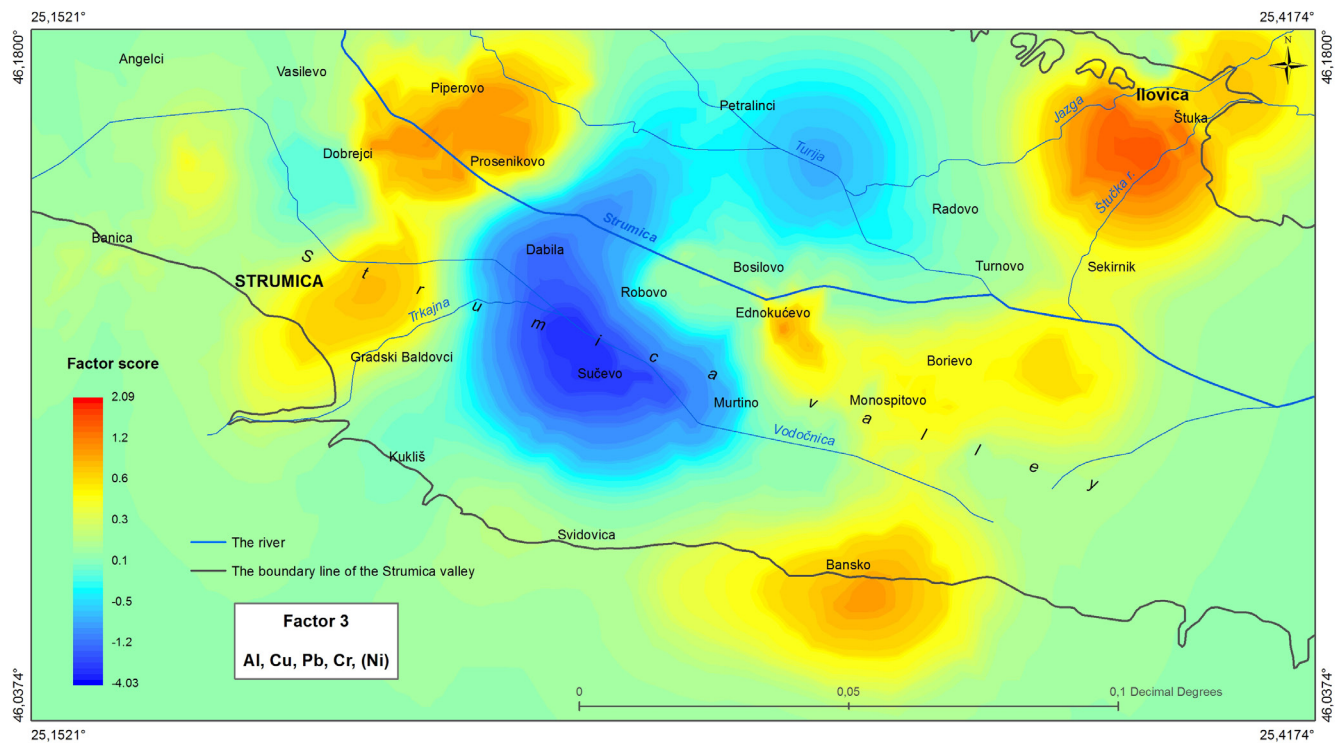 25,1521°
25,4174°
46,1800°
46,1800°
N
Angelci
Vasilevo
Piperovo
Petralinci
Jazga
Ilovica
Štuka
Dobrejci
Prosenikovo
Turija
Štučka r.
Radovo
Banica
Strumica
Dabila
STRUMICA
Bosilovo
Turnovo
Sekirnik
Robovo
Trkajna
Ednokućevo
Strumica valley
Gradski Baldovci
Sučevo
Borievo
Murtino
Monospitovo
Vodočnica
Kukliš
Svidovica
Bansko
Factor score
2.09
1.2
0.6
0.3
0.1
-0.5
-1.2
-4.03
The river
The boundary line of the Strumica valley
Factor 3
Al, Cu, Pb, Cr, (Ni)
0
0,05
0,1 Decimal Degrees
46,0374°
46,0374°
25,1521°
25,4174°